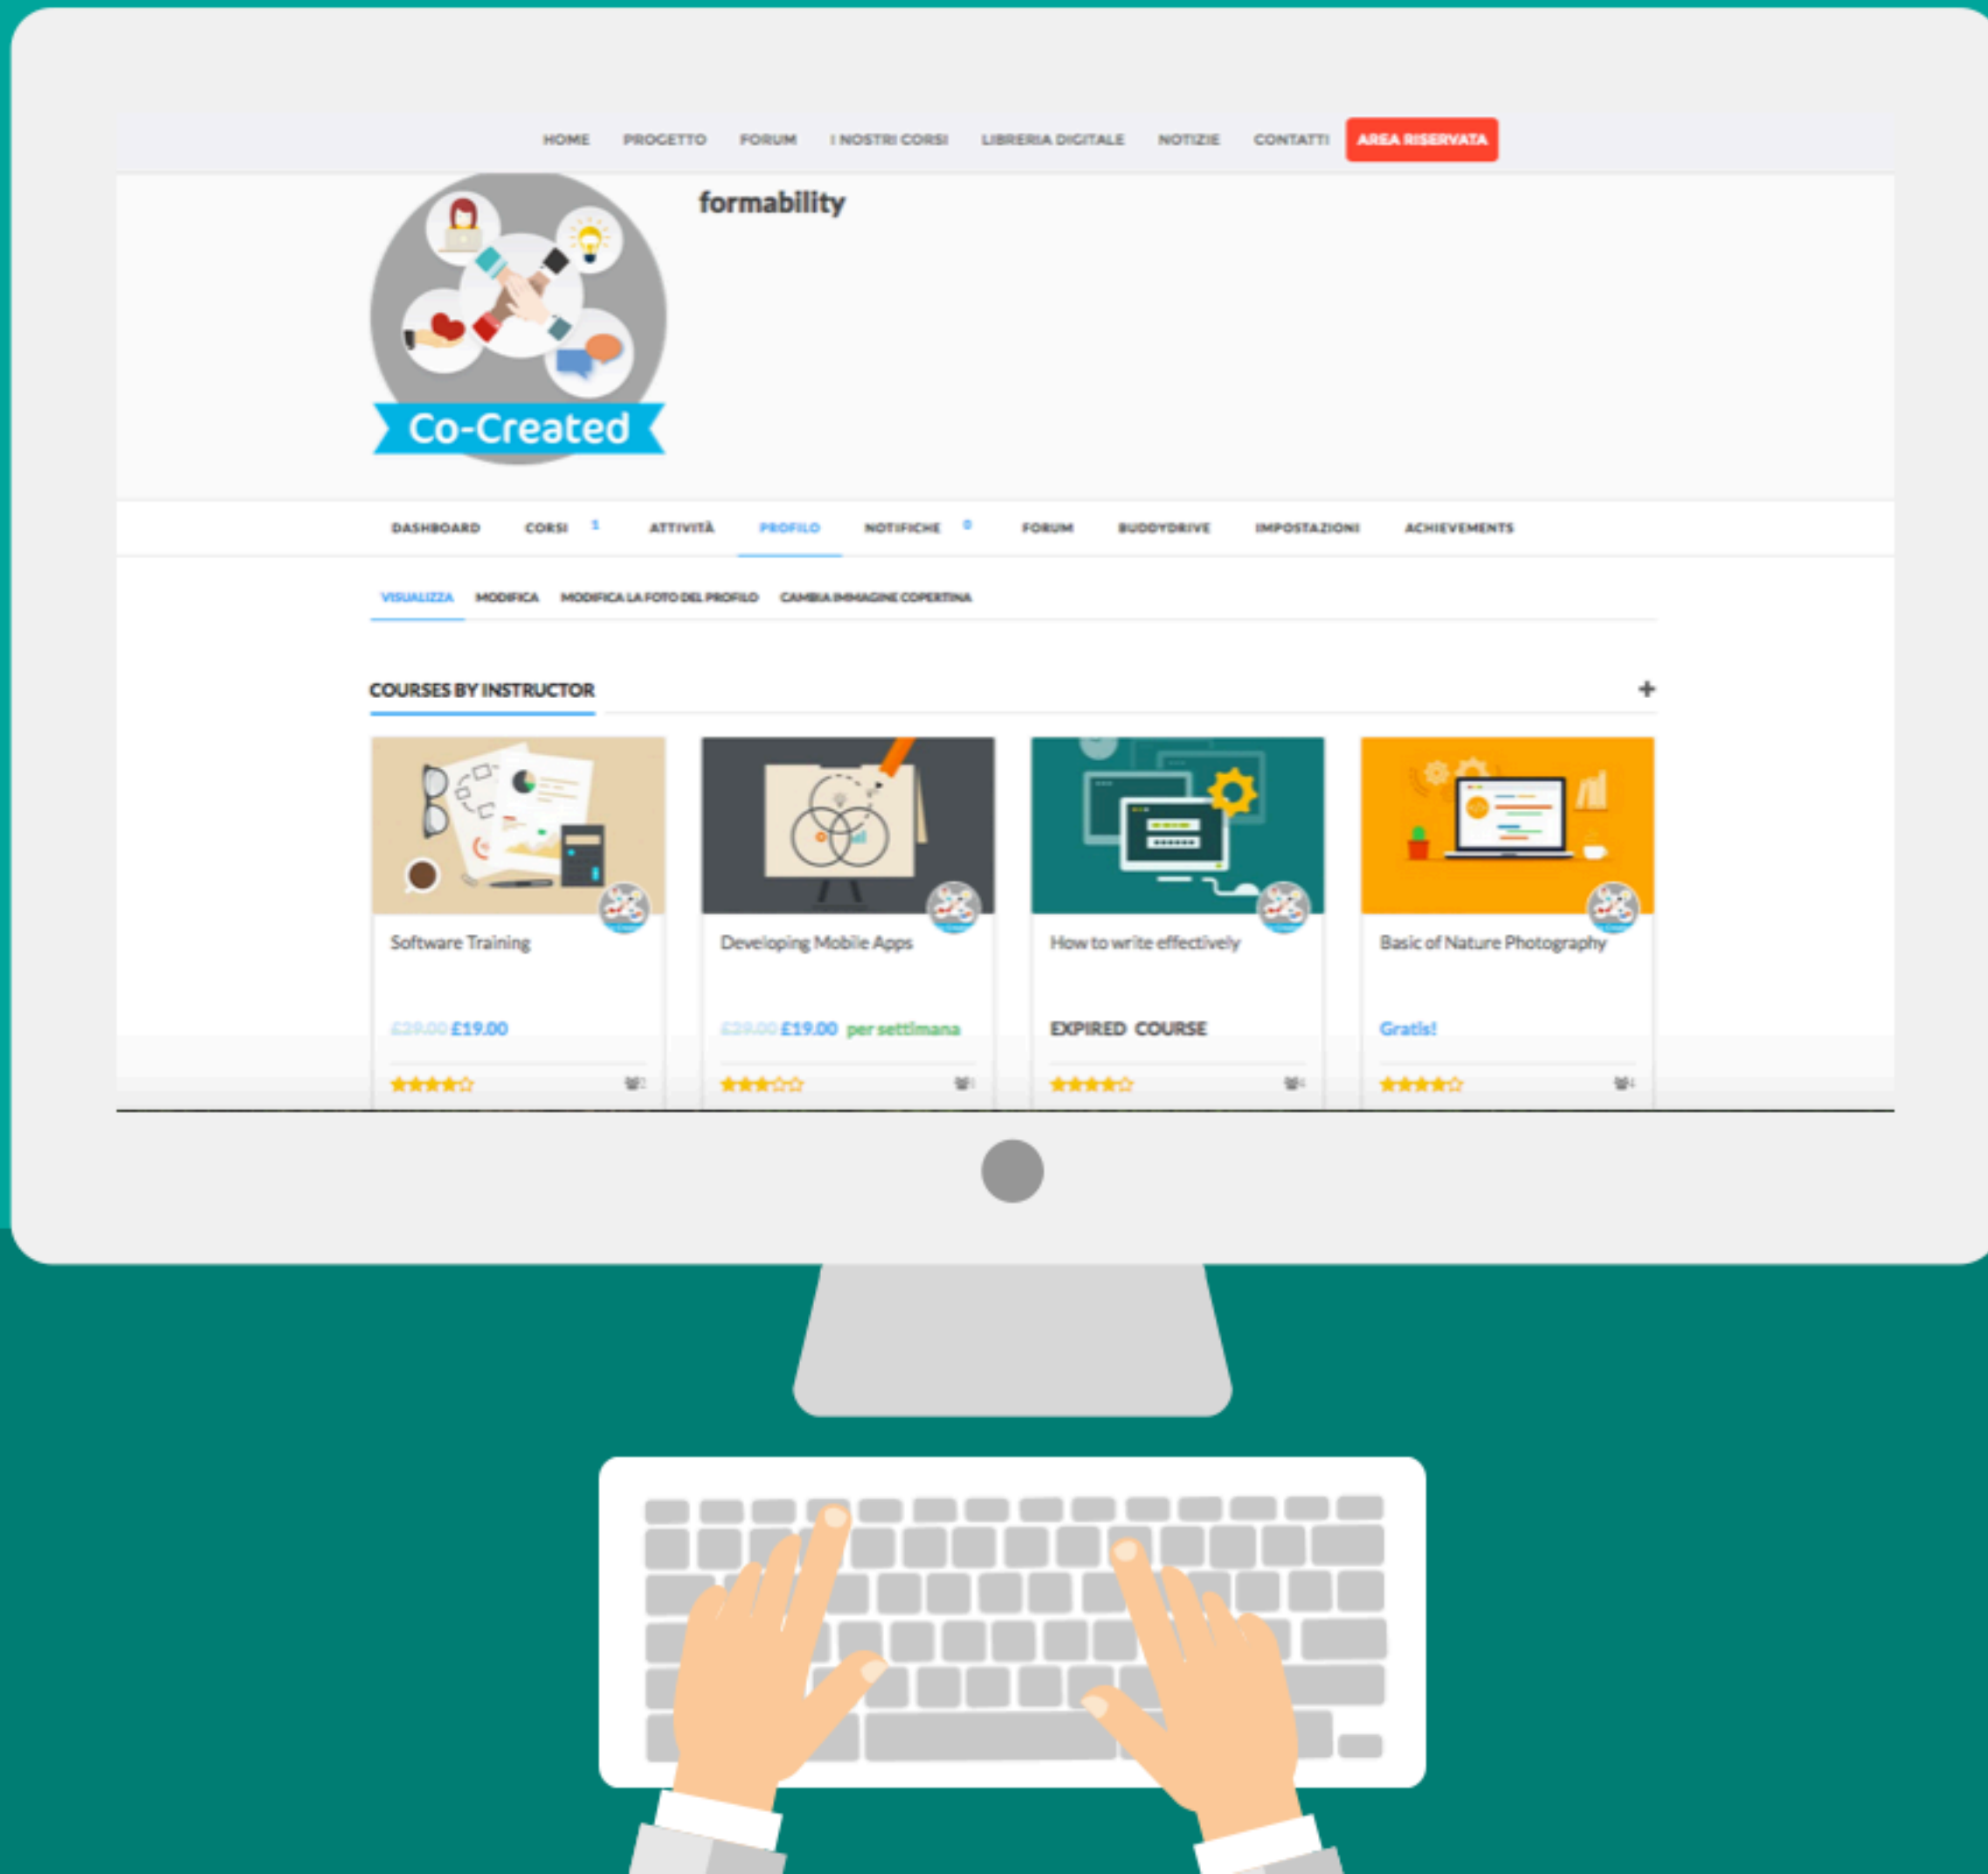 HOME PROGETTO FORUM I NOSTRI CORSI LIBRERIA DIGITALE NOTIZIE CONTATTI AREA RISERVATA
formability
Co-Created
DASHBOARD CORSI 1 ATTIVITÀ PROFILO NOTIFICHE 0 FORUM BUDDYDRIVE IMPOSTAZIONI ACHIEVEMENTS
VISUALIZZA MODIFICA MODIFICA LA FOTO DEL PROFILO CAMBIA IMMAGINE COPERTINA
COURSES BY INSTRUCTOR +
Software Training
£19.00
Developing Mobile Apps
£19.00 per settimana
How to write effectively
EXPIRED COURSE
Basic of Nature Photography
Gratis!